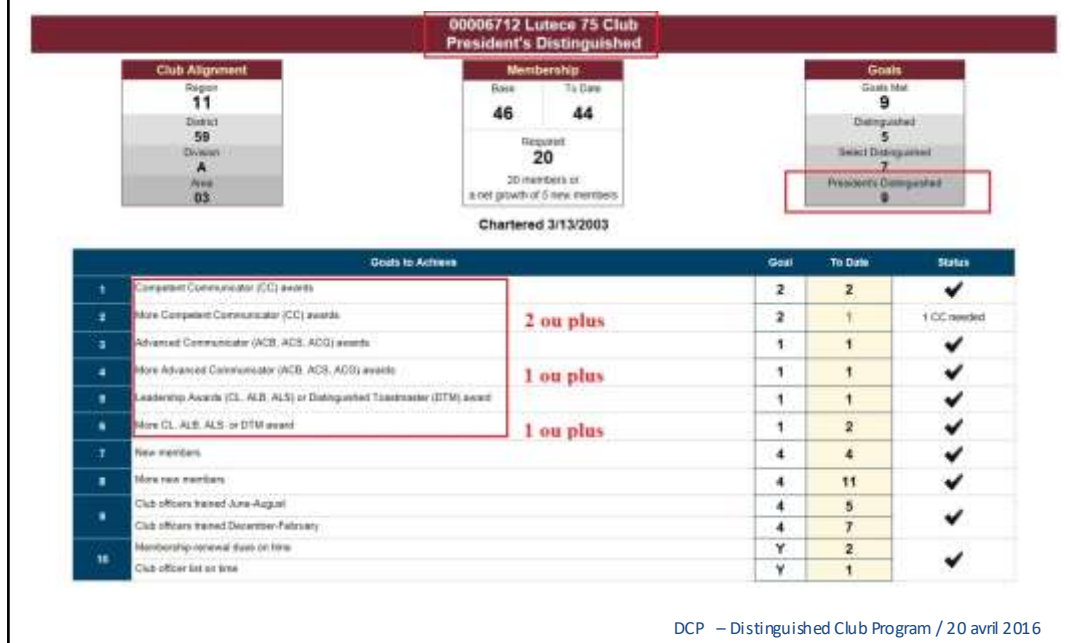 00006712 Lutece 75 Club
President's Distinguished
Club Alignment
Region
11
District
59
Division
A
Area
03
Membership
Base To Date
46 44
Required
20
20 members or
a net growth of 5 new members
Goals
Goals Met
9
Distinguished
5
Select Distinguished
7
President's Distinguished
9
Chartered 3/13/2003
Goals to Achieve Goal To Date Status
1 Competent Communicator (CC) awards 2 2 ✔
2 More Competent Communicator (CC) awards 2 ou plus 2 1 1 CC needed
3 Advanced Communicator (ACB, ACS, ACG) awards 1 1 ✔
4 More Advanced Communicator (ACB, ACS, ACG) awards 1 ou plus 1 1 ✔
5 Leadership Awards (CL, ALB, ALS) or Distinguished Toastmaster (DTM) award 1 1 ✔
6 More CL, ALB, ALS, or DTM award 1 ou plus 1 2 ✔
7 New members 4 4 ✔
8 More new members 4 11 ✔
9 Club officers trained June-August 4 5 ✔
Club officers trained December-February 4 7
10 Membership-renewal dues on time Y 2 ✔
Club officer list on time Y 1
DCP – Distinguished Club Program / 20 avril 2016